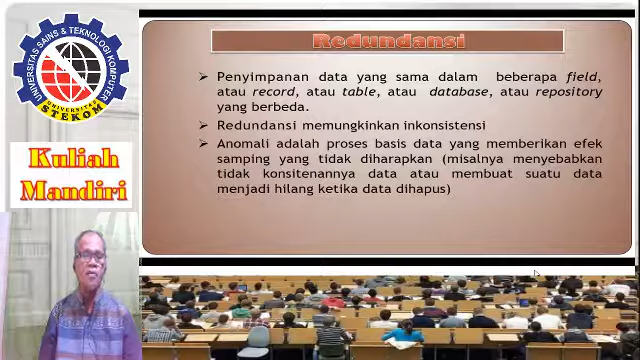 UNIVERSITAS SAINS & TEKNOLOGI KOMPUTER
STEKOM
Kuliah
Mandiri
Redundansi
➢ Penyimpanan data yang sama dalam beberapa field,
atau record, atau table, atau database, atau repository
yang berbeda.
➢ Redundansi memungkinkan inkonsistensi
➢ Anomali adalah proses basis data yang memberikan efek
samping yang tidak diharapkan (misalnya menyebabkan
tidak konsitenannya data atau membuat suatu data
menjadi hilang ketika data dihapus)